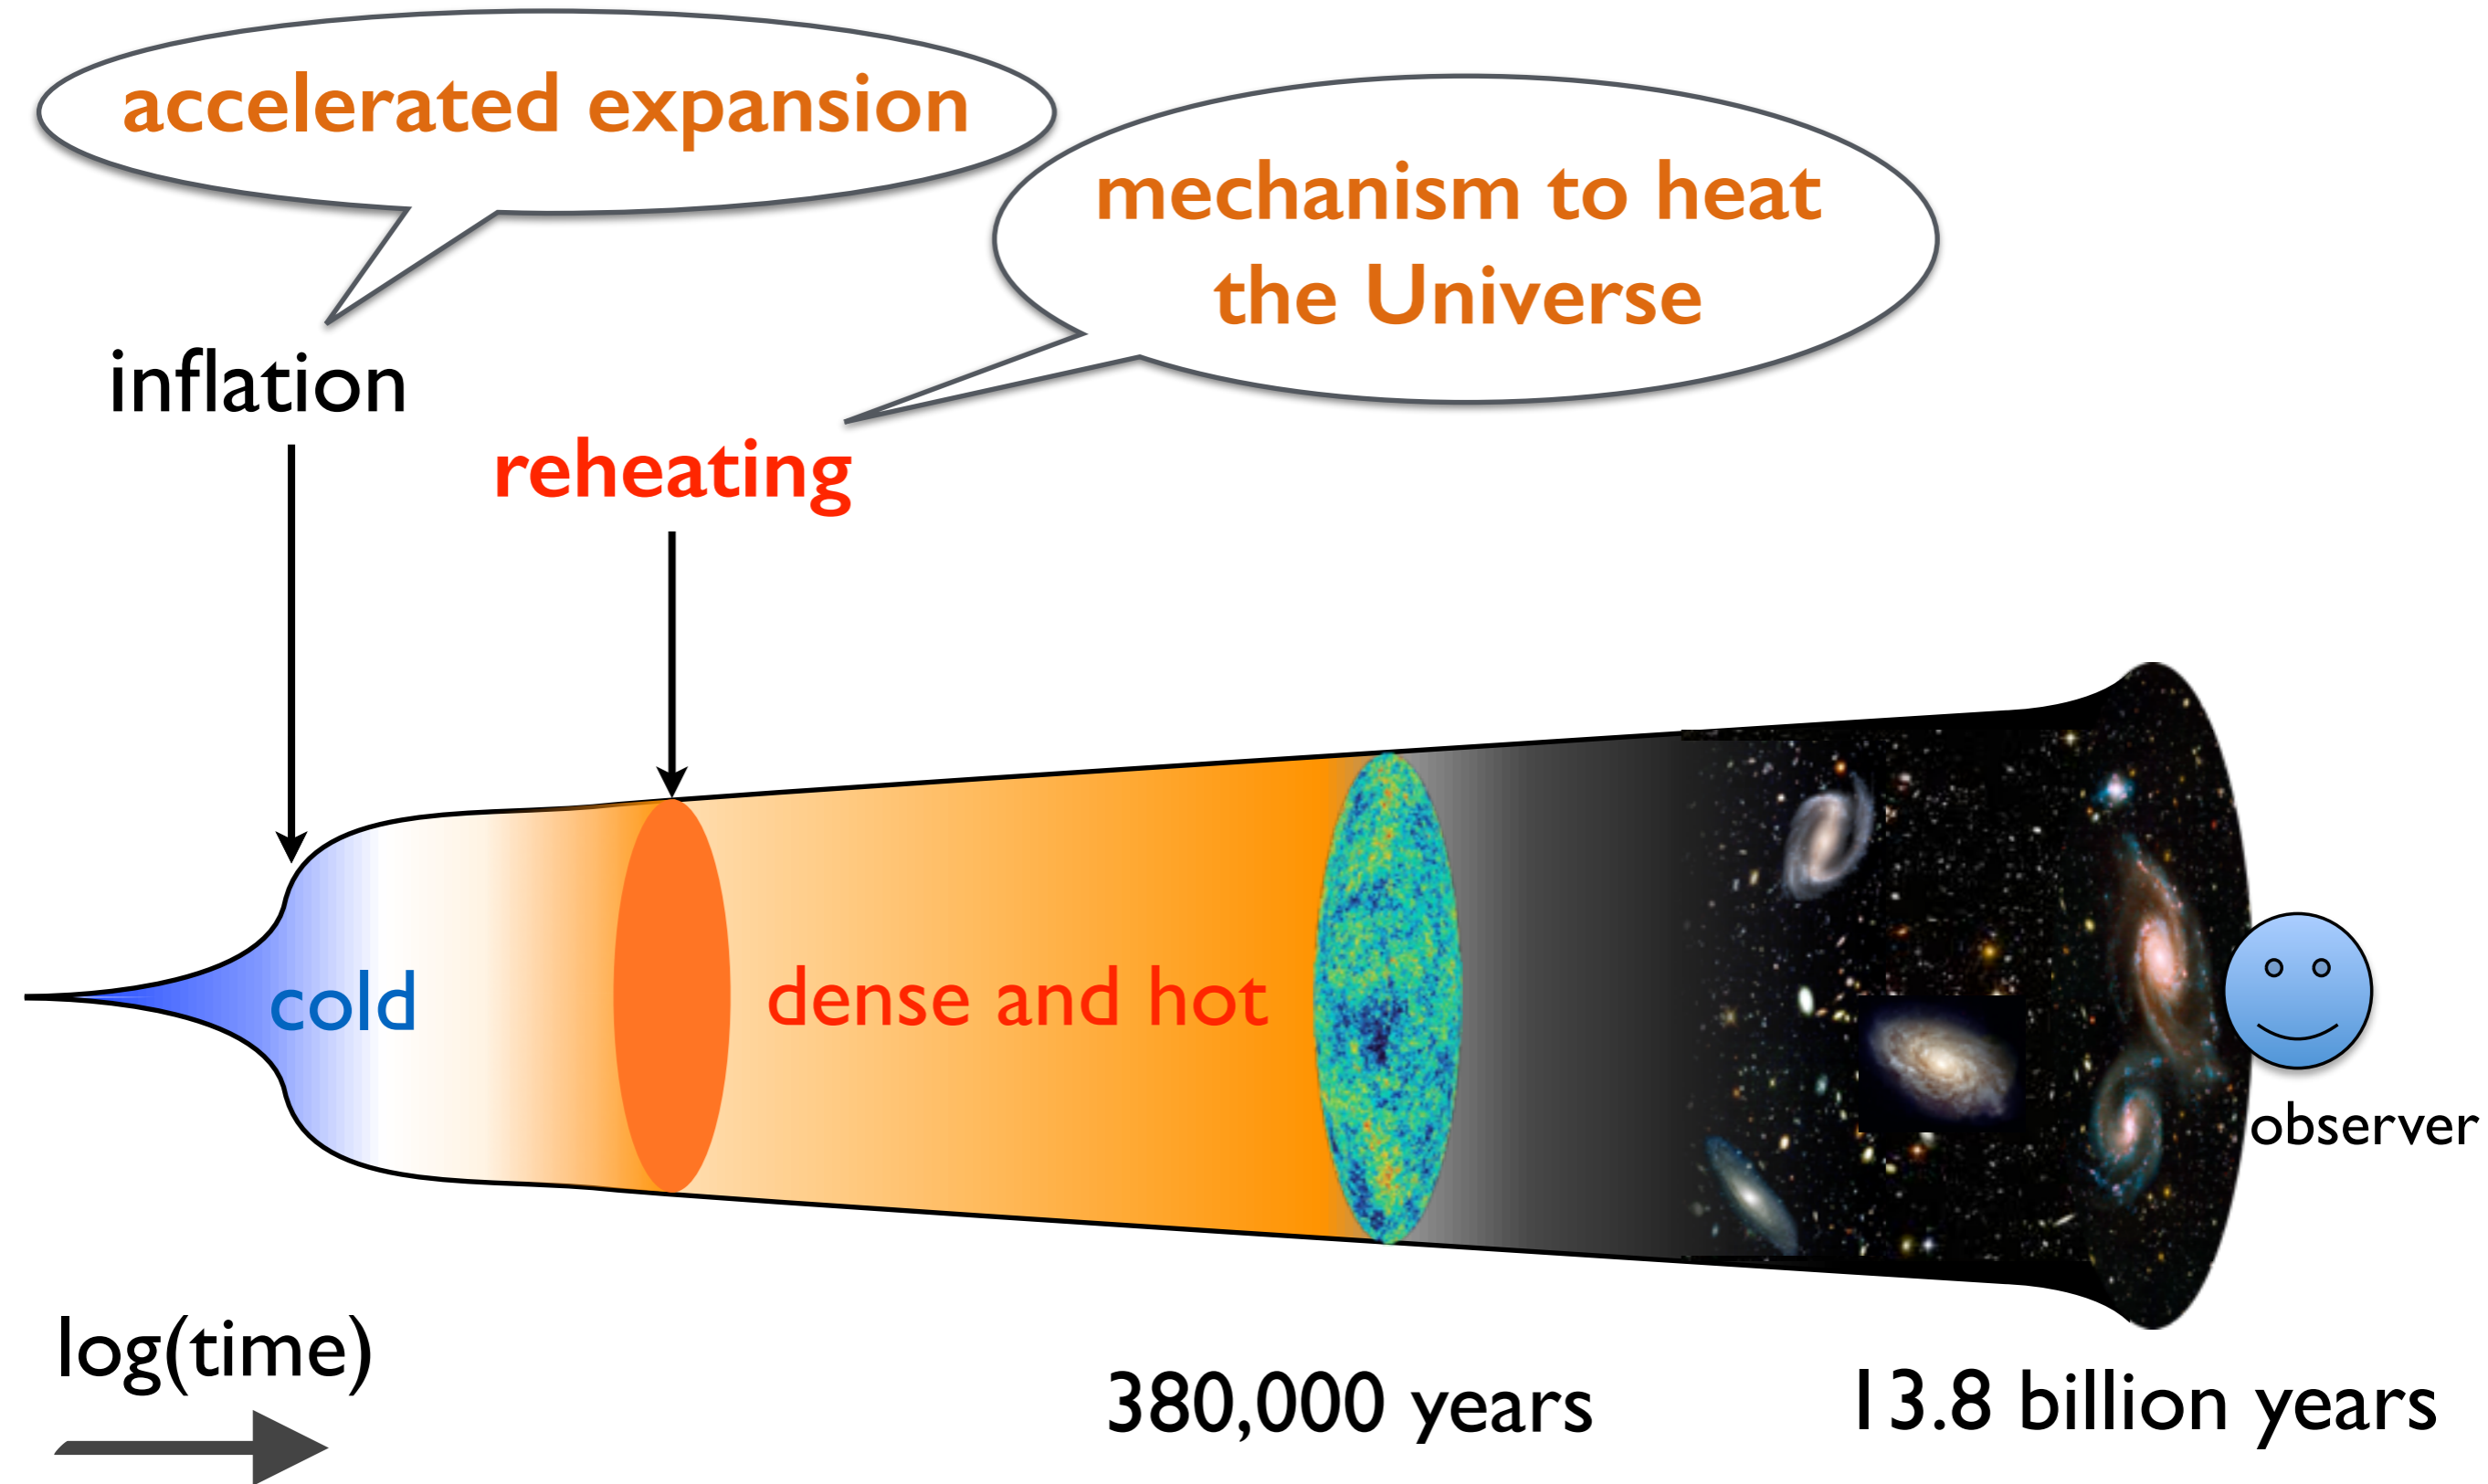 accelerated expansion
mechanism to heat
the Universe
inflation
reheating
cold
dense and hot
observer
log(time)
380,000 years
13.8 billion years